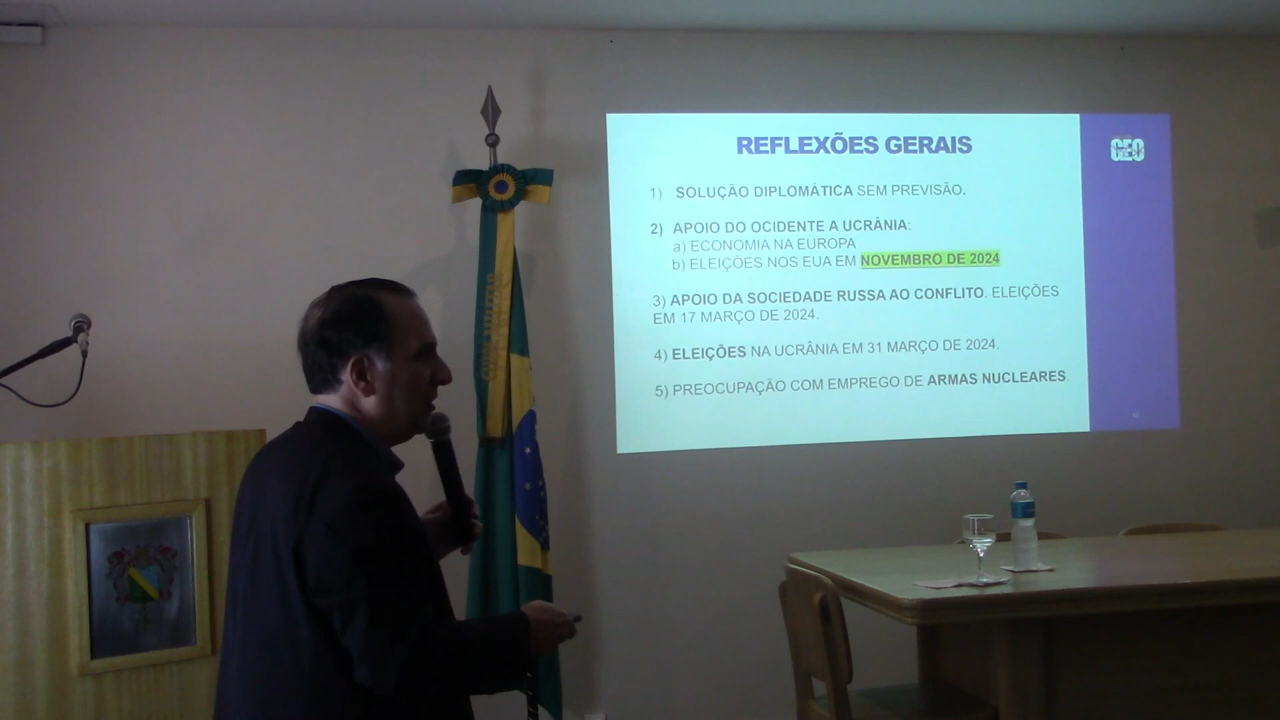 REFLEXÕES GERAIS
GEO
1) SOLUÇÃO DIPLOMÁTICA SEM PREVISÃO.
2) APOIO DO OCIDENTE A UCRÂNIA:
a) ECONOMIA NA EUROPA
b) ELEIÇÕES NOS EUA EM NOVEMBRO DE 2024
3) APOIO DA SOCIEDADE RUSSA AO CONFLITO. ELEIÇÕES
EM 17 MARÇO DE 2024.
4) ELEIÇÕES NA UCRÂNIA EM 31 MARÇO DE 2024.
5) PREOCUPAÇÃO COM EMPREGO DE ARMAS NUCLEARES.